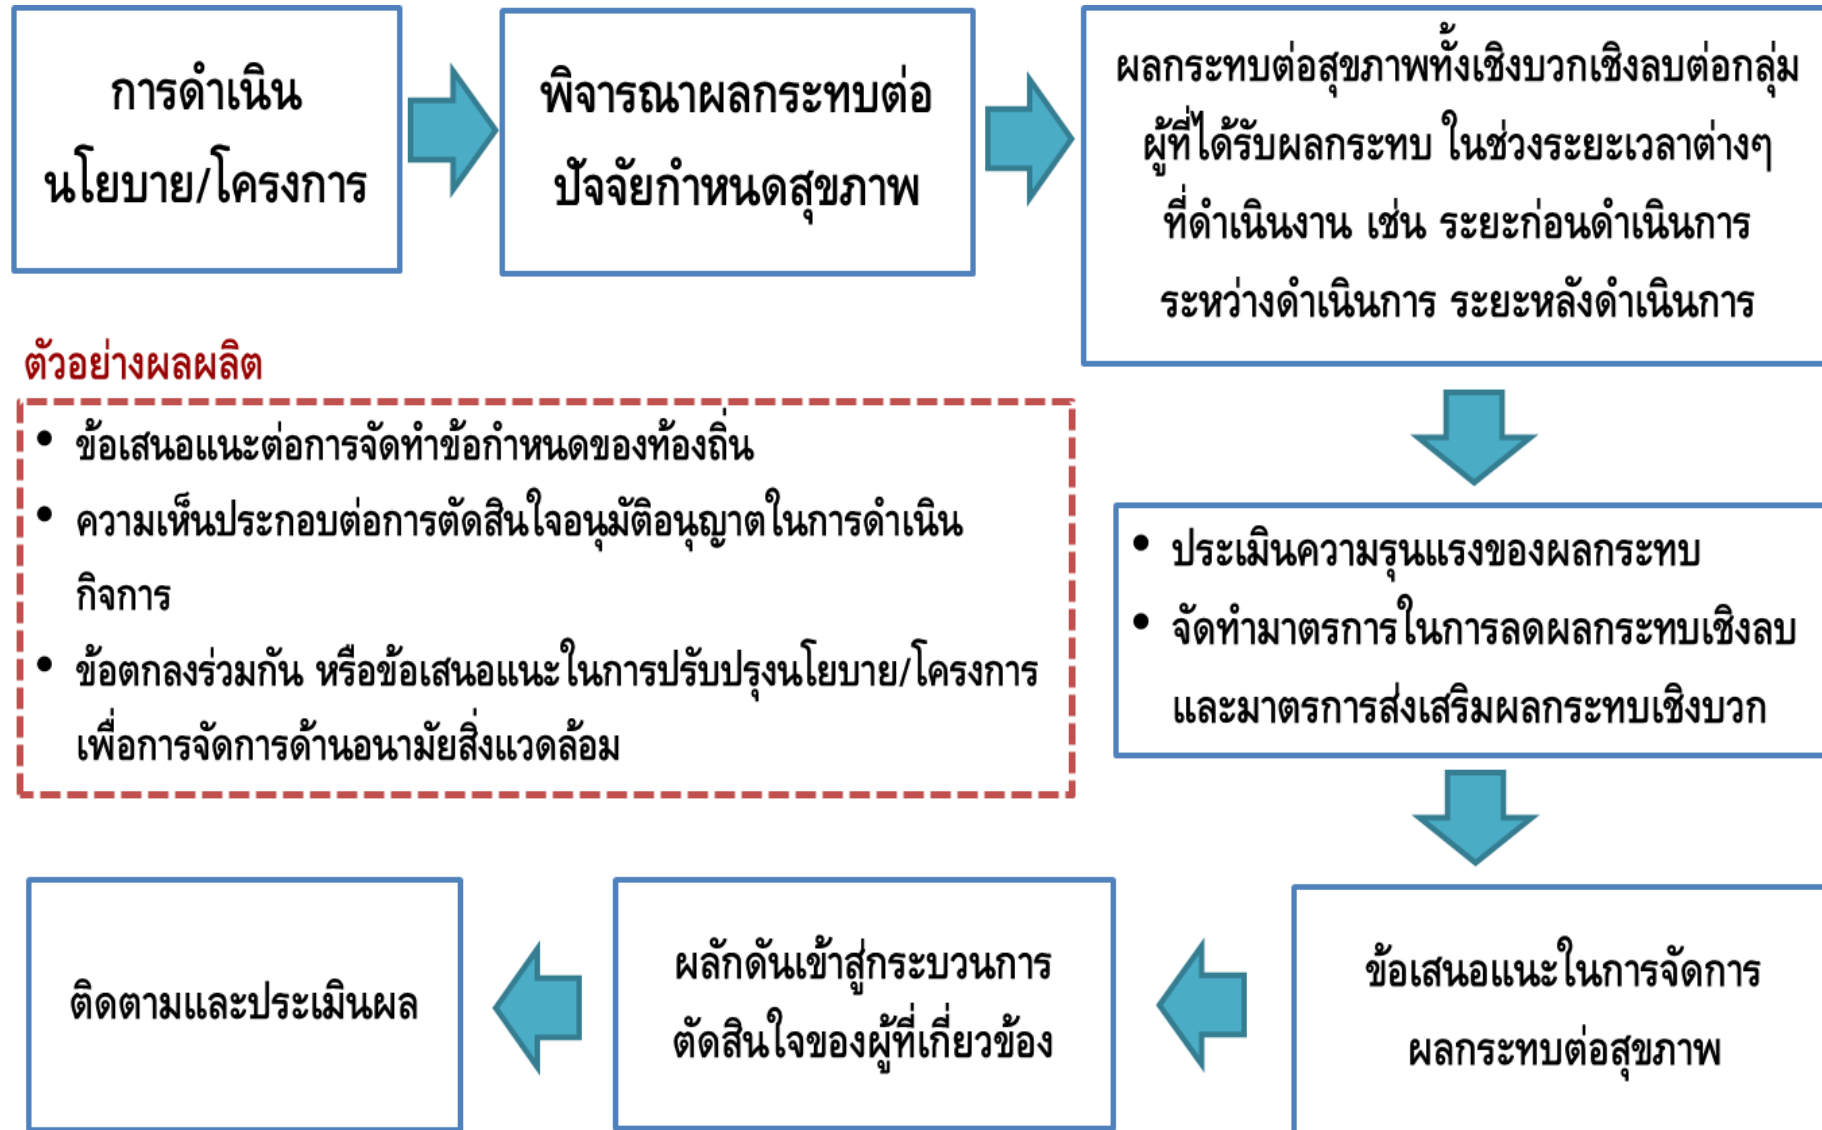 การดำเนิน
นโยบาย/โครงการ
พิจารณาผลกระทบต่อ
ปัจจัยกำหนดสุขภาพ
ผลกระทบต่อสุขภาพทั้งเชิงบวกเชิงลบต่อกลุ่ม
ผู้ที่ได้รับผลกระทบ ในช่วงระยะเวลาต่างๆ
ที่ดำเนินงาน เช่น ระยะก่อนดำเนินการ
ระหว่างดำเนินการ ระยะหลังดำเนินการ
ตัวอย่างผลผลิต
• ข้อเสนอแนะต่อการจัดทำข้อกำหนดของท้องถิ่น
• ความเห็นประกอบต่อการตัดสินใจอนุมัติอนุญาตในการดำเนิน
กิจการ
• ข้อตกลงร่วมกัน หรือข้อเสนอแนะในการปรับปรุงนโยบาย/โครงการ
เพื่อการจัดการด้านอนามัยสิ่งแวดล้อม
• ประเมินความรุนแรงของผลกระทบ
• จัดทำมาตรการในการลดผลกระทบเชิงลบ
และมาตรการส่งเสริมผลกระทบเชิงบวก
ข้อเสนอแนะในการจัดการ
ผลกระทบต่อสุขภาพ
ผลักดันเข้าสู่กระบวนการ
ตัดสินใจของผู้ที่เกี่ยวข้อง
ติดตามและประเมินผล